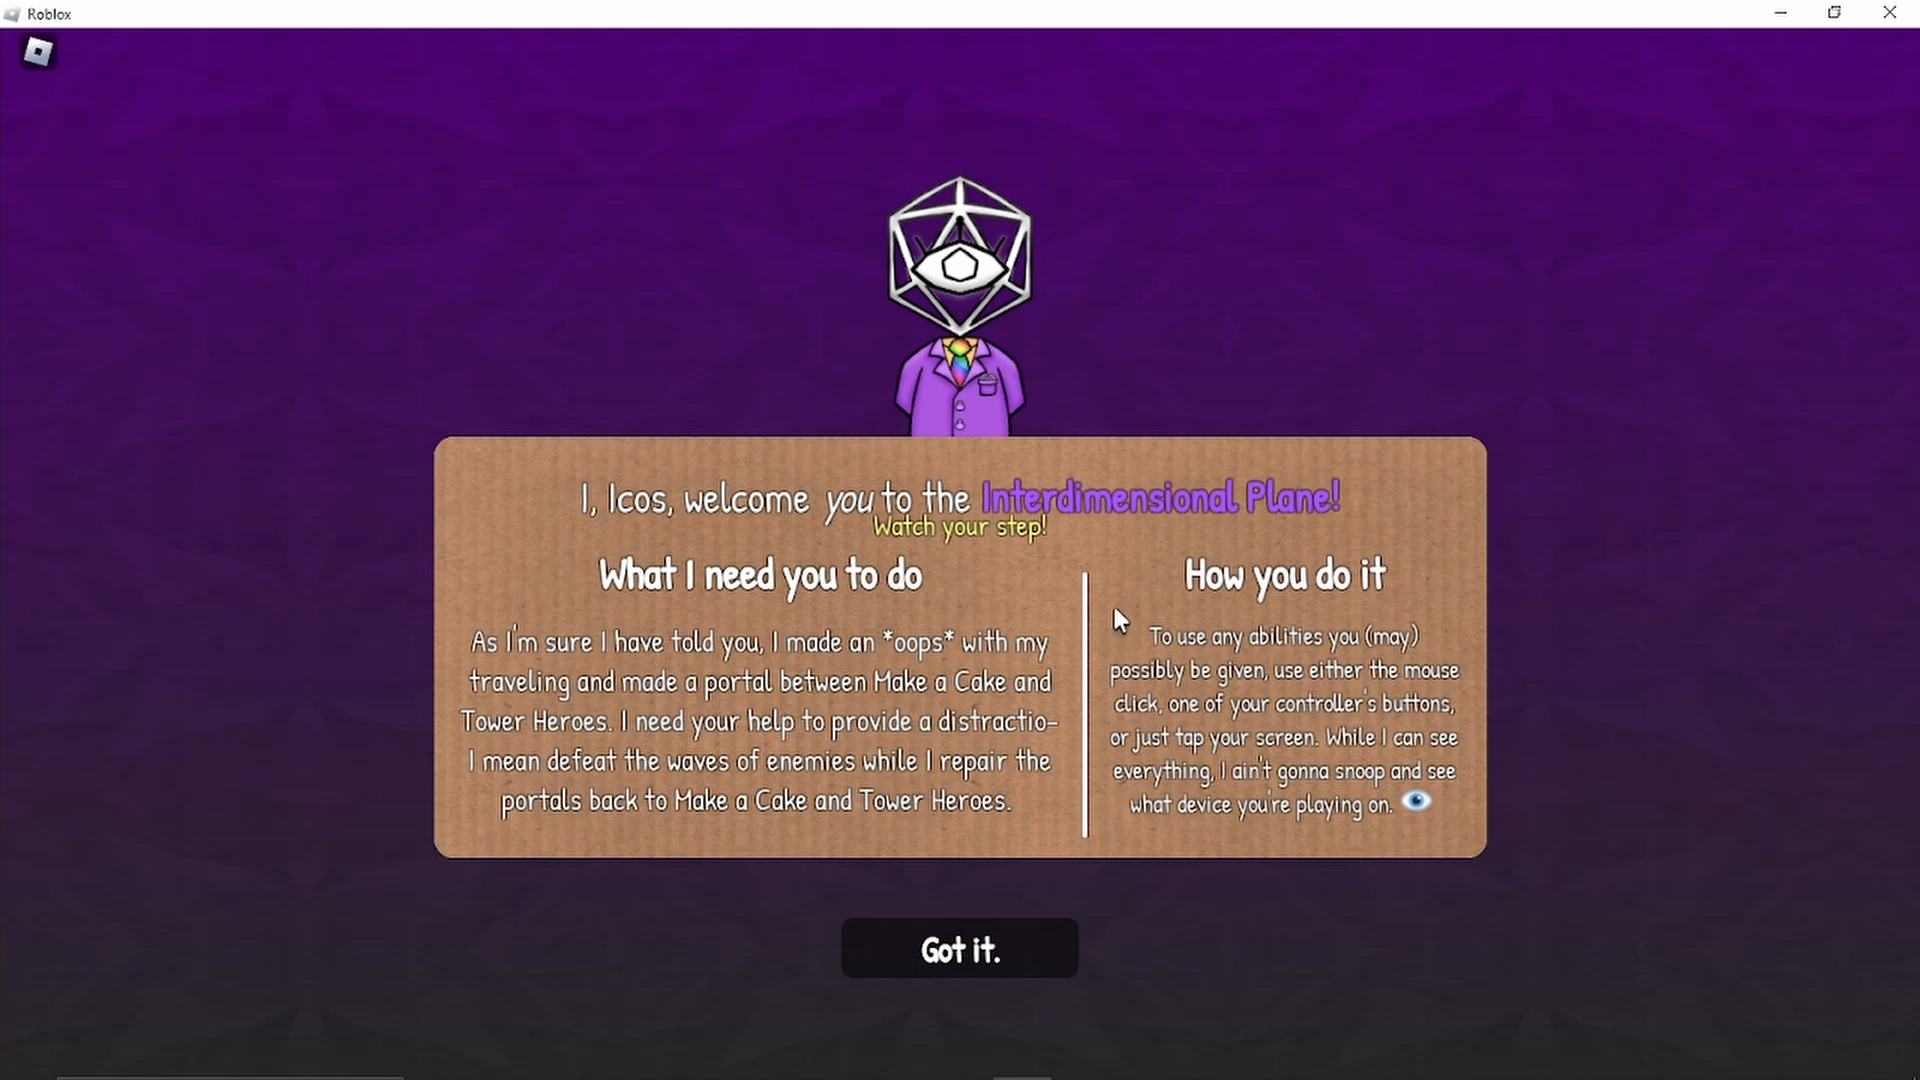 Roblox
I, Icos, welcome you to the Interdimensional Plane!
Watch your step!
What I need you to do
As I'm sure I have told you, I made an *oops* with my
traveling and made a portal between Make a Cake and
Tower Heroes. I need your help to provide a distractio-
I mean defeat the waves of enemies while I repair the
portals back to Make a Cake and Tower Heroes.
How you do it
To use any abilities you (may)
possibly be given, use either the mouse
click, one of your controller's buttons,
or just tap your screen. While I can see
everything, I ain't gonna snoop and see
what device you're playing on. 👁
Got it.